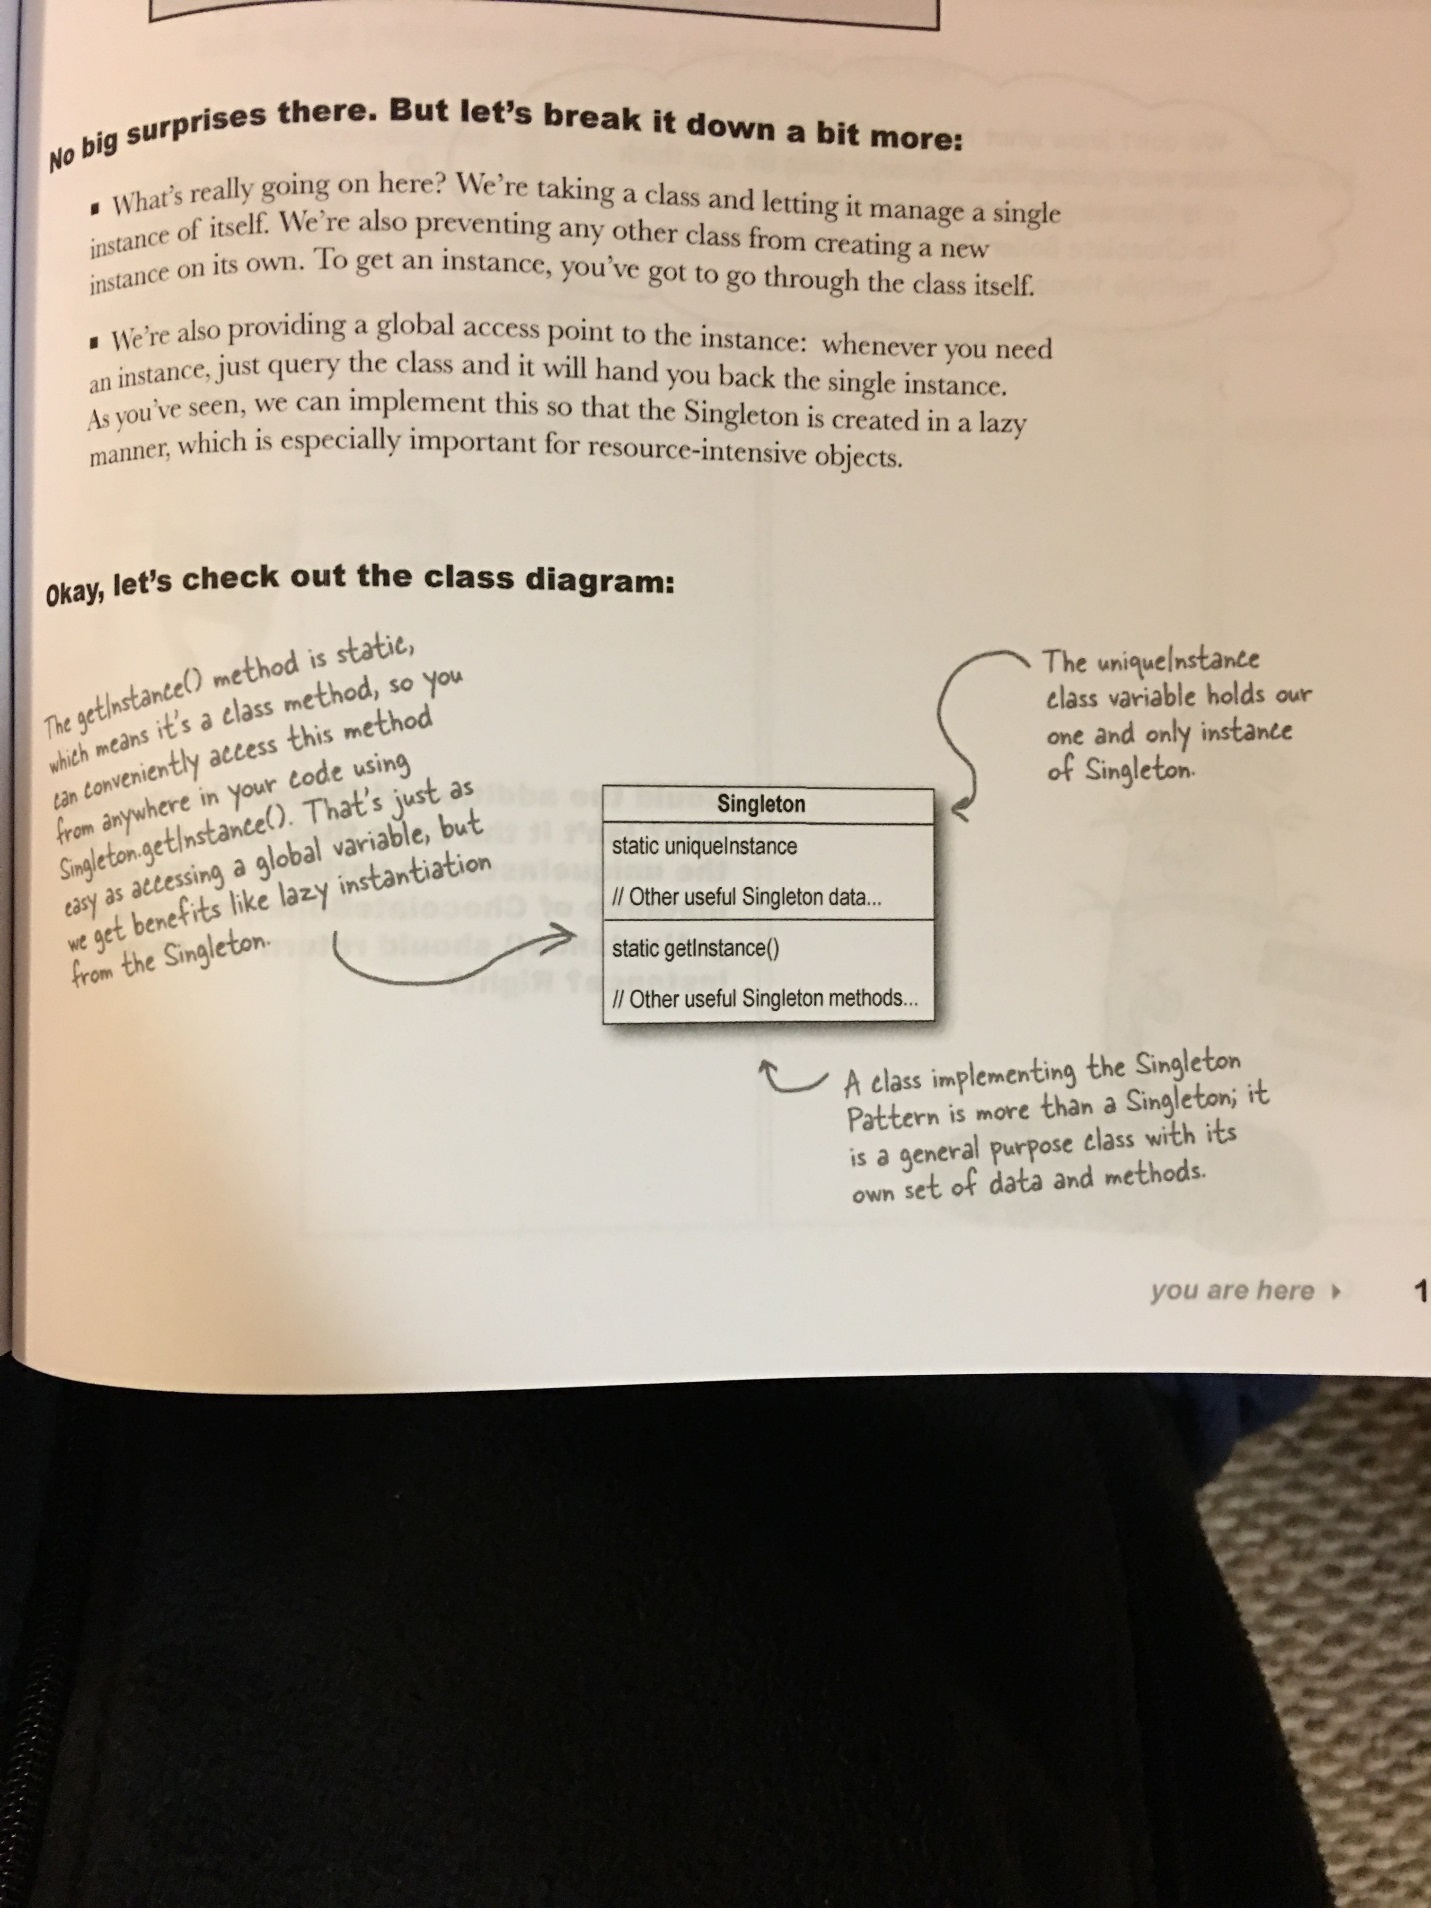 No big surprises there. But let's break it down a bit more:
▪ What's really going on here? We're taking a class and letting it manage a single
instance of itself. We're also preventing any other class from creating a new
instance on its own. To get an instance, you've got to go through the class itself.
▪ We're also providing a global access point to the instance: whenever you need
an instance, just query the class and it will hand you back the single instance.
As you've seen, we can implement this so that the Singleton is created in a lazy
manner, which is especially important for resource-intensive objects.
Okay, let's check out the class diagram:
The getInstance() method is static,
which means it's a class method, so you
can conveniently access this method
from anywhere in your code using
Singleton.getInstance(). That's just as
easy as accessing a global variable, but
we get benefits like lazy instantiation
from the Singleton.
The uniqueInstance
class variable holds our
one and only instance
of Singleton.
Singleton
static uniqueInstance
// Other useful Singleton data...
static getInstance()
// Other useful Singleton methods...
A class implementing the Singleton
Pattern is more than a Singleton; it
is a general purpose class with its
own set of data and methods.
you are here ▸ 1